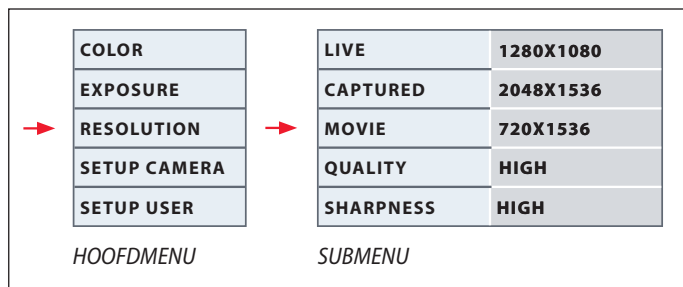 COLOR
EXPOSURE
RESOLUTION
SETUP CAMERA
SETUP USER
HOOFDMENU
LIVE 1280X1080
CAPTURED 2048X1536
MOVIE 720X1536
QUALITY HIGH
SHARPNESS HIGH
SUBMENU